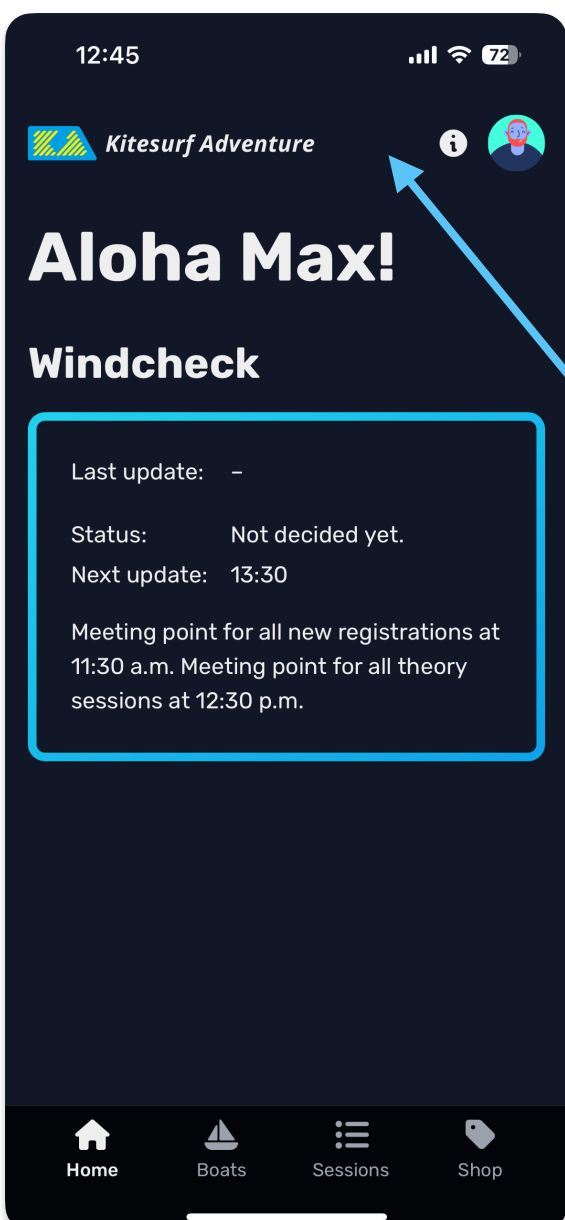 12:45
72
Kitesurf Adventure
Aloha Max!
Windcheck
Last update: –
Status: Not decided yet.
Next update: 13:30
Meeting point for all new registrations at
11:30 a.m. Meeting point for all theory
sessions at 12:30 p.m.
Home Boats Sessions Shop